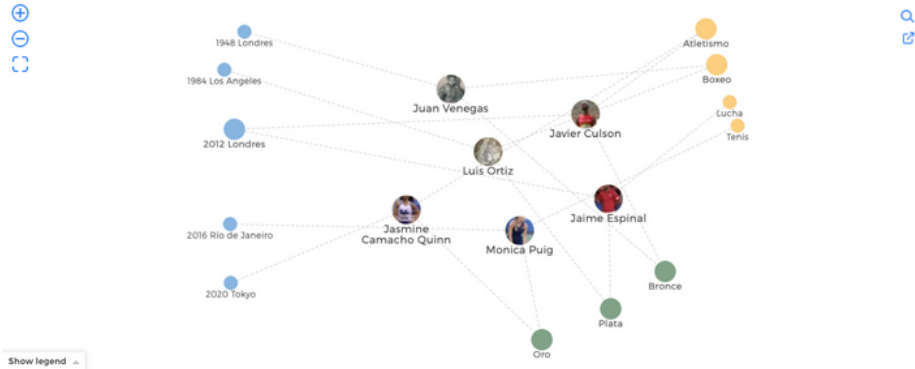 1948 Londres
Atletismo
1984 Los Angeles
Boxeo
Juan Venegas
Lucha
Javier Culson
Tenis
2012 Londres
Luis Ortiz
Jaime Espinal
Jasmine
Camacho Quinn
2016 Río de Janeiro
Monica Puig
Bronce
2020 Tokyo
Plata
Oro
Show legend